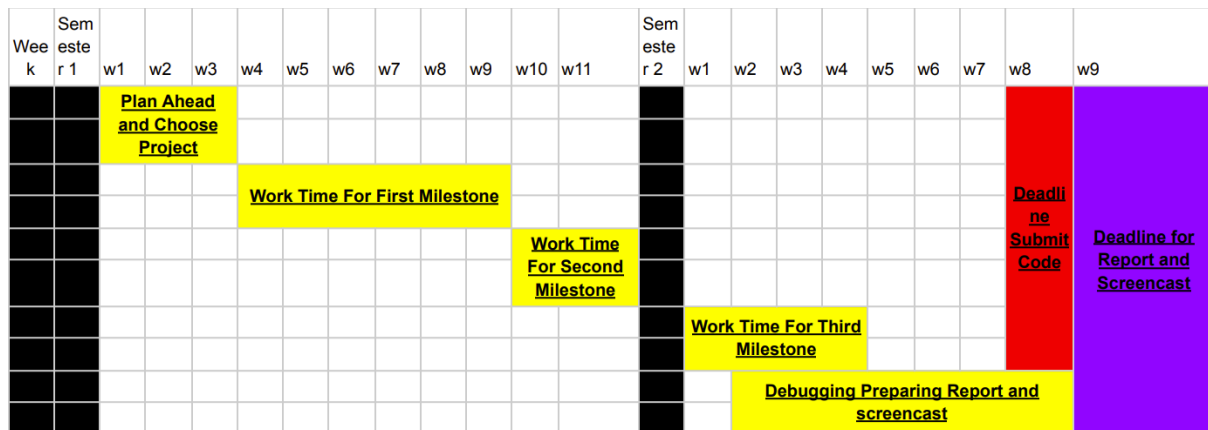 Wee
k
Sem
este
r 1
w1
w2
w3
w4
w5
w6
w7
w8
w9
w10
w11
Sem
este
r 2
w1
w2
w3
w4
w5
w6
w7
w8
w9
Plan Ahead
and Choose
Project
Work Time For First Milestone
Work Time
For Second
Milestone
Work Time For Third
Milestone
Debugging Preparing Report and
screencast
Deadli
ne
Submit
Code
Deadline for
Report and
Screencast